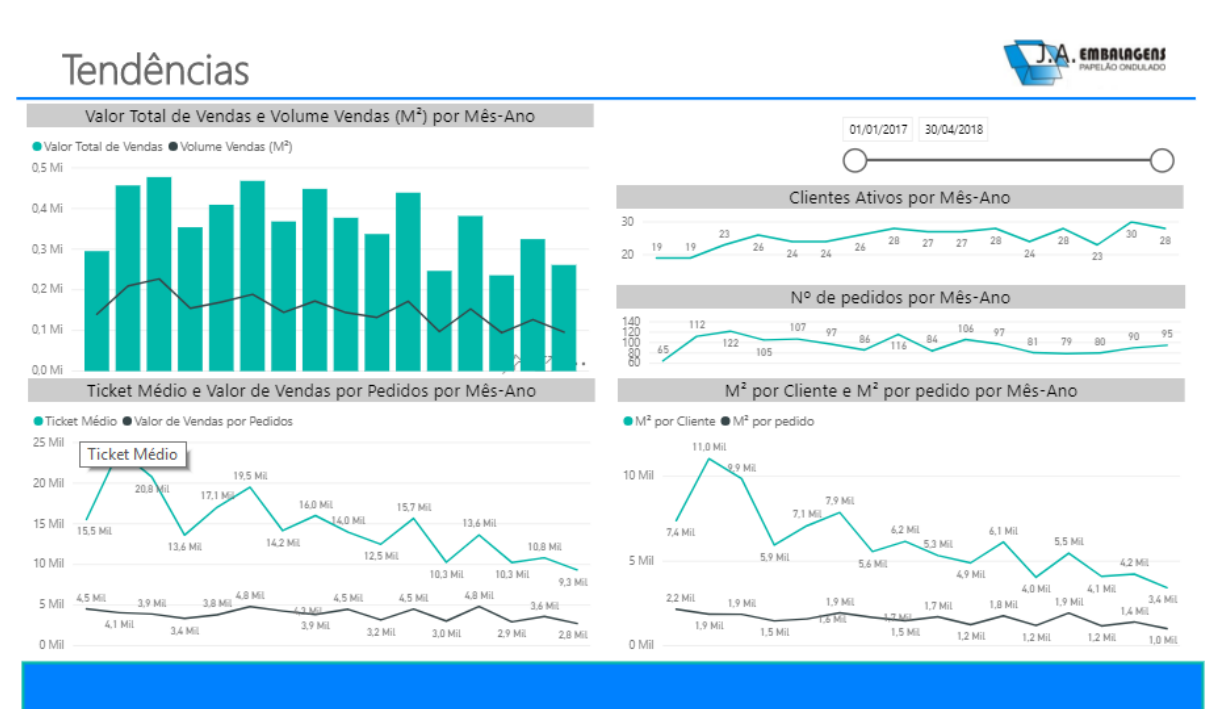 Tendências
J.A. EMBALAGENS
PAPELÃO ONDULADO
Valor Total de Vendas e Volume Vendas (M²) por Mês-Ano
Valor Total de Vendas Volume Vendas (M²)
0,5 Mi
0,4 Mi
0,3 Mi
0,2 Mi
0,1 Mi
0,0 Mi
01/01/2017 30/04/2018
Clientes Ativos por Mês-Ano
30
20
19 19 23 26 24 24 26 28 27 27 28 24 28 23 30 28
Nº de pedidos por Mês-Ano
140
120
100
80
60
65 112 122 105 107 97 86 116 84 106 97 81 79 80 90 95
Ticket Médio e Valor de Vendas por Pedidos por Mês-Ano
Ticket Médio Valor de Vendas por Pedidos
25 Mil
20 Mil
15 Mil
10 Mil
5 Mil
0 Mil
Ticket Médio
15,5 Mil 20,8 Mil 13,6 Mil 17,1 Mil 19,5 Mil 14,2 Mil 16,0 Mil 14,0 Mil 12,5 Mil 15,7 Mil 10,3 Mil 13,6 Mil 10,3 Mil 10,8 Mil 9,3 Mil
4,5 Mil 4,1 Mil 3,9 Mil 3,4 Mil 3,8 Mil 4,8 Mil 4,3 Mil 3,9 Mil 4,5 Mil 3,2 Mil 4,5 Mil 3,0 Mil 4,8 Mil 2,9 Mil 3,6 Mil 2,8 Mil
M² por Cliente e M² por pedido por Mês-Ano
M² por Cliente M² por pedido
10 Mil
5 Mil
0 Mil
7,4 Mil 11,0 Mil 9,9 Mil 5,9 Mil 7,1 Mil 7,9 Mil 5,6 Mil 6,2 Mil 5,3 Mil 4,9 Mil 6,1 Mil 4,0 Mil 5,5 Mil 4,1 Mil 4,2 Mil 3,4 Mil
2,2 Mil 1,9 Mil 1,9 Mil 1,5 Mil 1,6 Mil 1,9 Mil 1,7 Mil 1,5 Mil 1,7 Mil 1,2 Mil 1,8 Mil 1,2 Mil 1,9 Mil 1,2 Mil 1,4 Mil 1,0 Mil